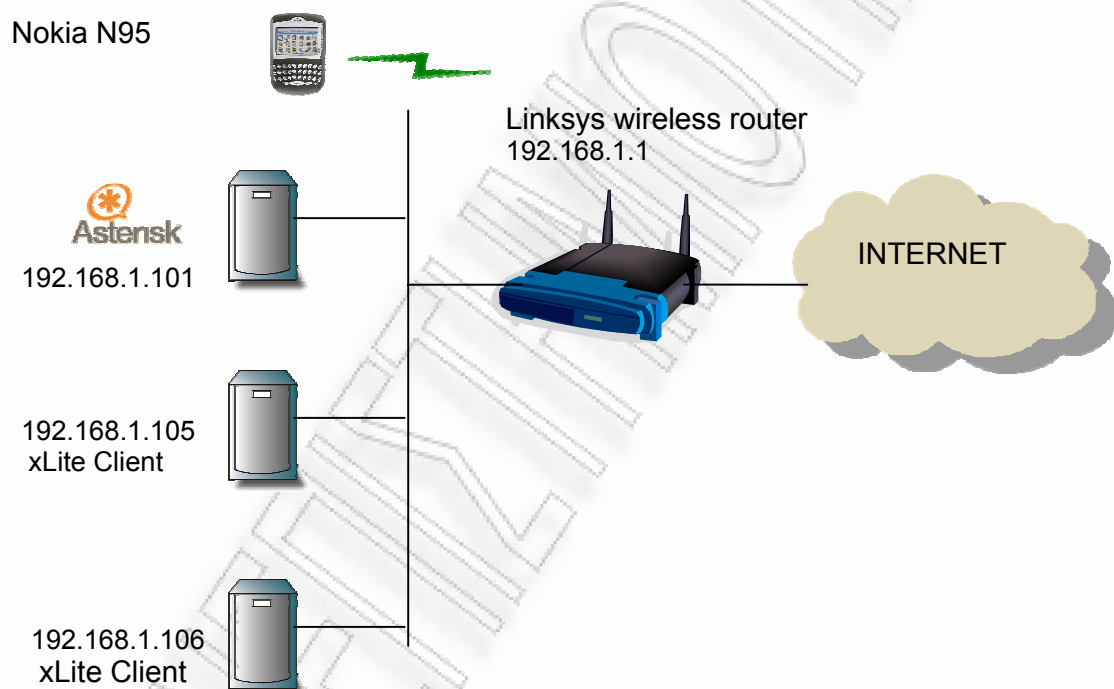 Nokia N95
Linksys wireless router
192.168.1.1
Asterisk
192.168.1.101
INTERNET
192.168.1.105
xLite Client
192.168.1.106
xLite Client